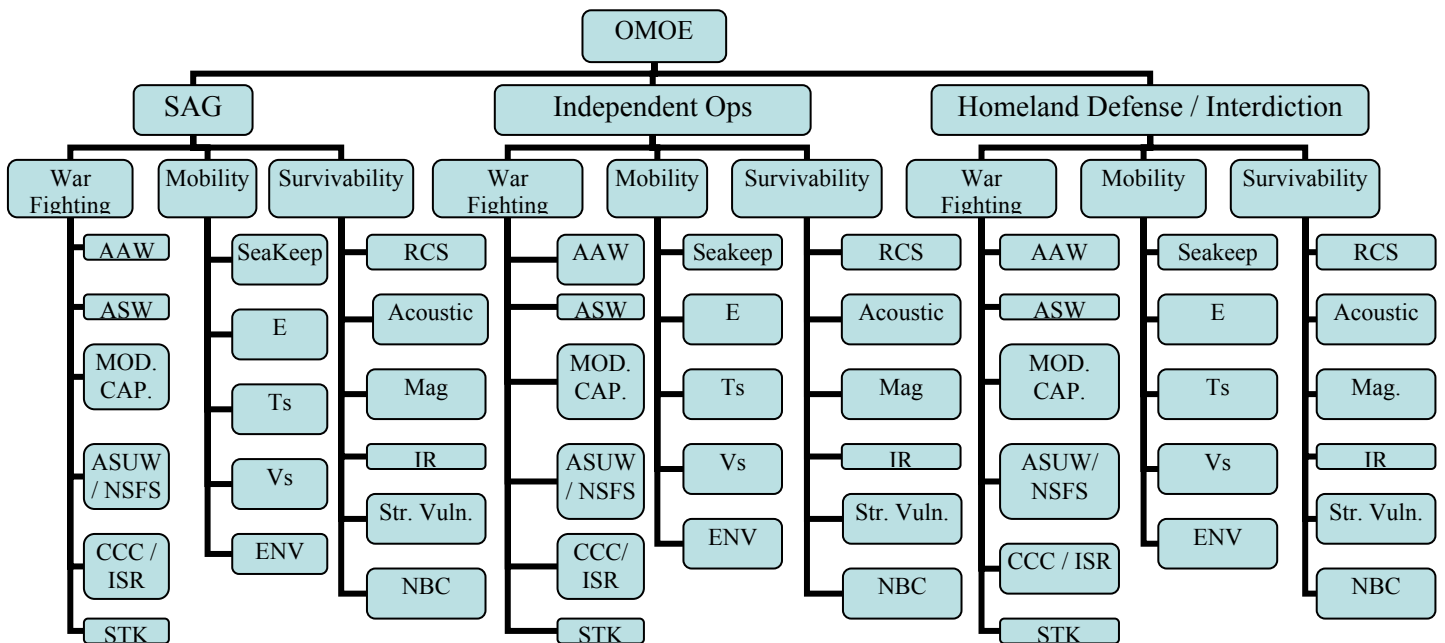 OMOE
SAG
Independent Ops
Homeland Defense / Interdiction
War
Fighting
Mobility
Survivability
War
Fighting
Mobility
Survivability
War
Fighting
Mobility
Survivability
AAW
ASW
MOD.
CAP.
ASUW
/ NSFS
CCC /
ISR
STK
SeaKeep
E
Ts
Vs
ENV
RCS
Acoustic
Mag
IR
Str. Vuln.
NBC
AAW
ASW
MOD.
CAP.
ASUW
/ NSFS
CCC/
ISR
STK
Seakeep
E
Ts
Vs
ENV
RCS
Acoustic
Mag
IR
Str. Vuln.
NBC
AAW
ASW
MOD.
CAP.
ASUW/
NSFS
CCC / ISR
STK
Seakeep
E
Ts
Vs
ENV
RCS
Acoustic
Mag.
IR
Str. Vuln.
NBC